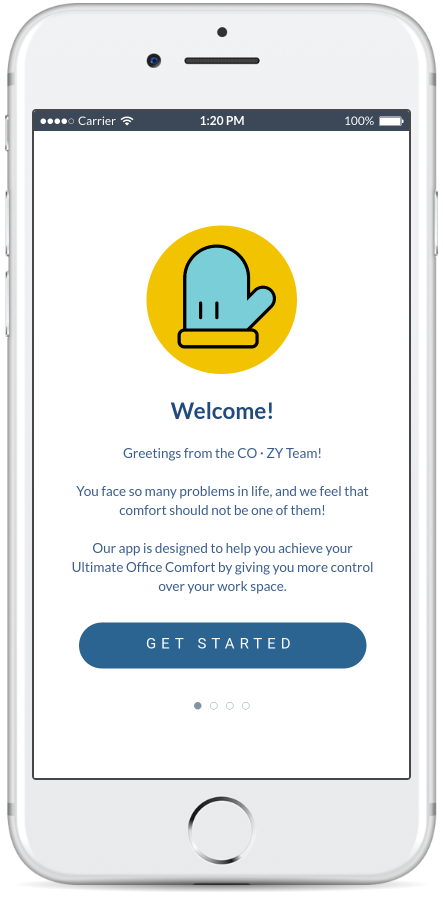 Carrier 1:20 PM 100%
Welcome!
Greetings from the CO · ZY Team!
You face so many problems in life, and we feel that
comfort should not be one of them!
Our app is designed to help you achieve your
Ultimate Office Comfort by giving you more control
over your work space.
GET STARTED